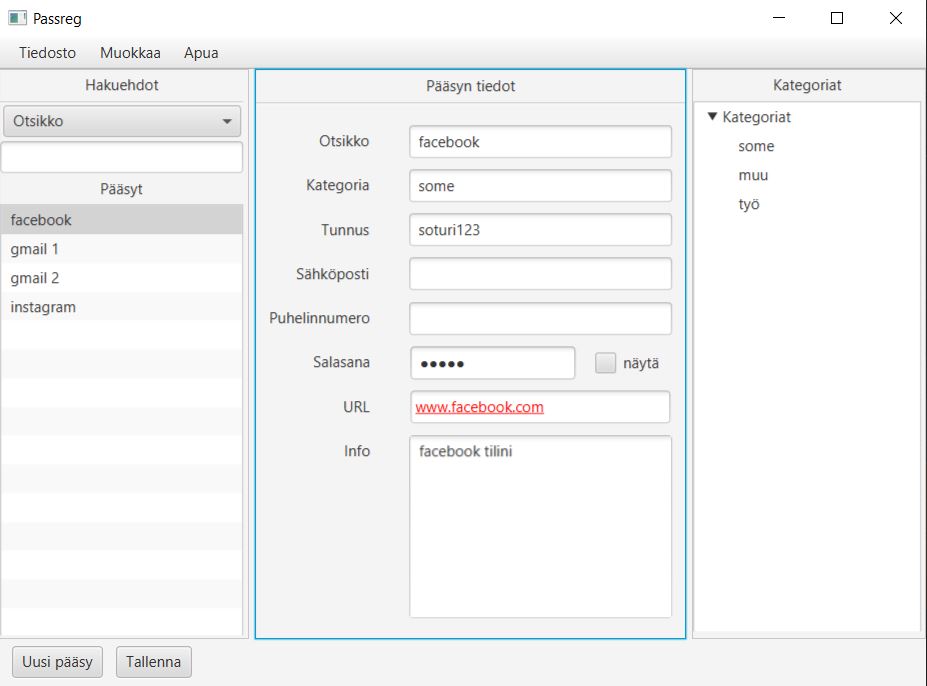 Passreg
Tiedosto Muokkaa Apua
Hakuehdot
Otsikko
Pääsyt
facebook
gmail 1
gmail 2
instagram
Pääsyn tiedot
Otsikko facebook
Kategoria some
Tunnus soturi123
Sähköposti
Puhelinnumero
Salasana ●●●●● näytä
URL www.facebook.com
Info facebook tilini
Kategoriat
Kategoriat
some
muu
työ
Uusi pääsy Tallenna